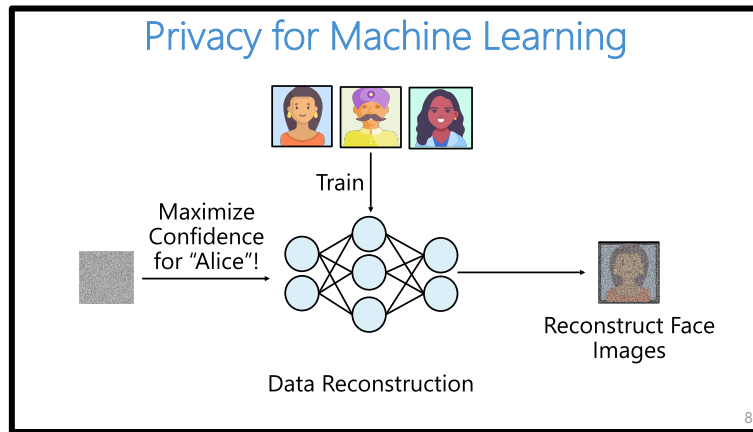 Privacy for Machine Learning
Train
Maximize
Confidence
for “Alice”!
Reconstruct Face
Images
Data Reconstruction
8